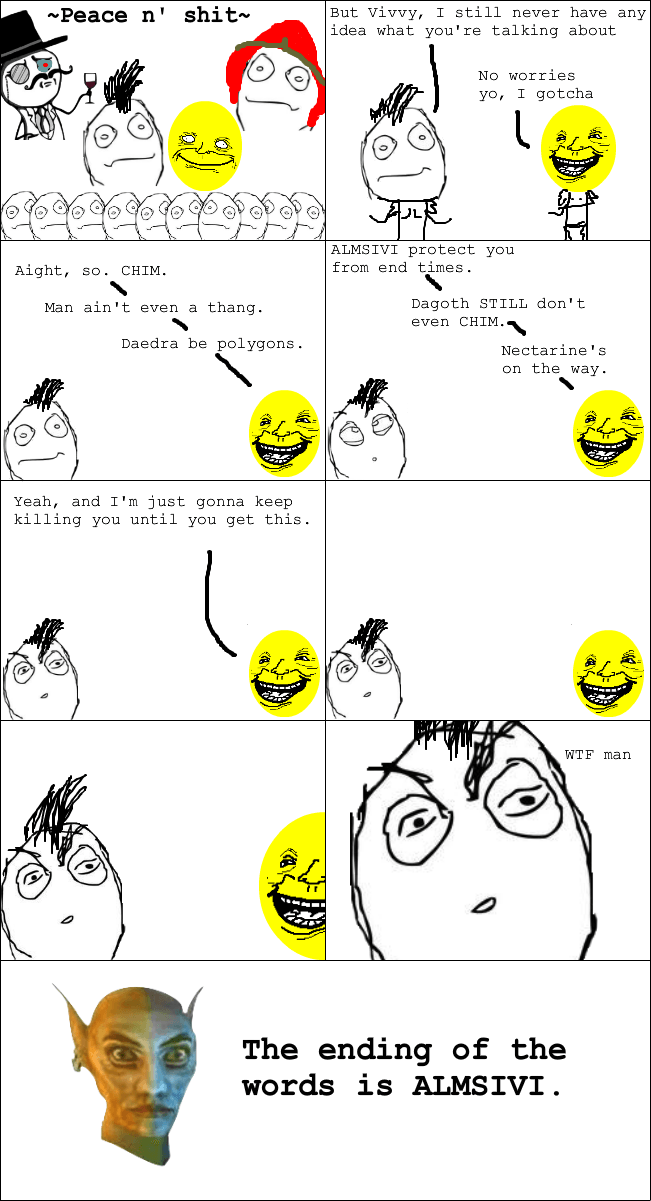 ~Peace n' shit~
But Vivvy, I still never have any
idea what you're talking about
No worries
yo, I gotcha
Aight, so. CHIM.
Man ain't even a thang.
Daedra be polygons.
ALMSIVI protect you
from end times.
Dagoth STILL don't
even CHIM.
Nectarine's
on the way.
Yeah, and I'm just gonna keep
killing you until you get this.
WTF man
The ending of the
words is ALMSIVI.